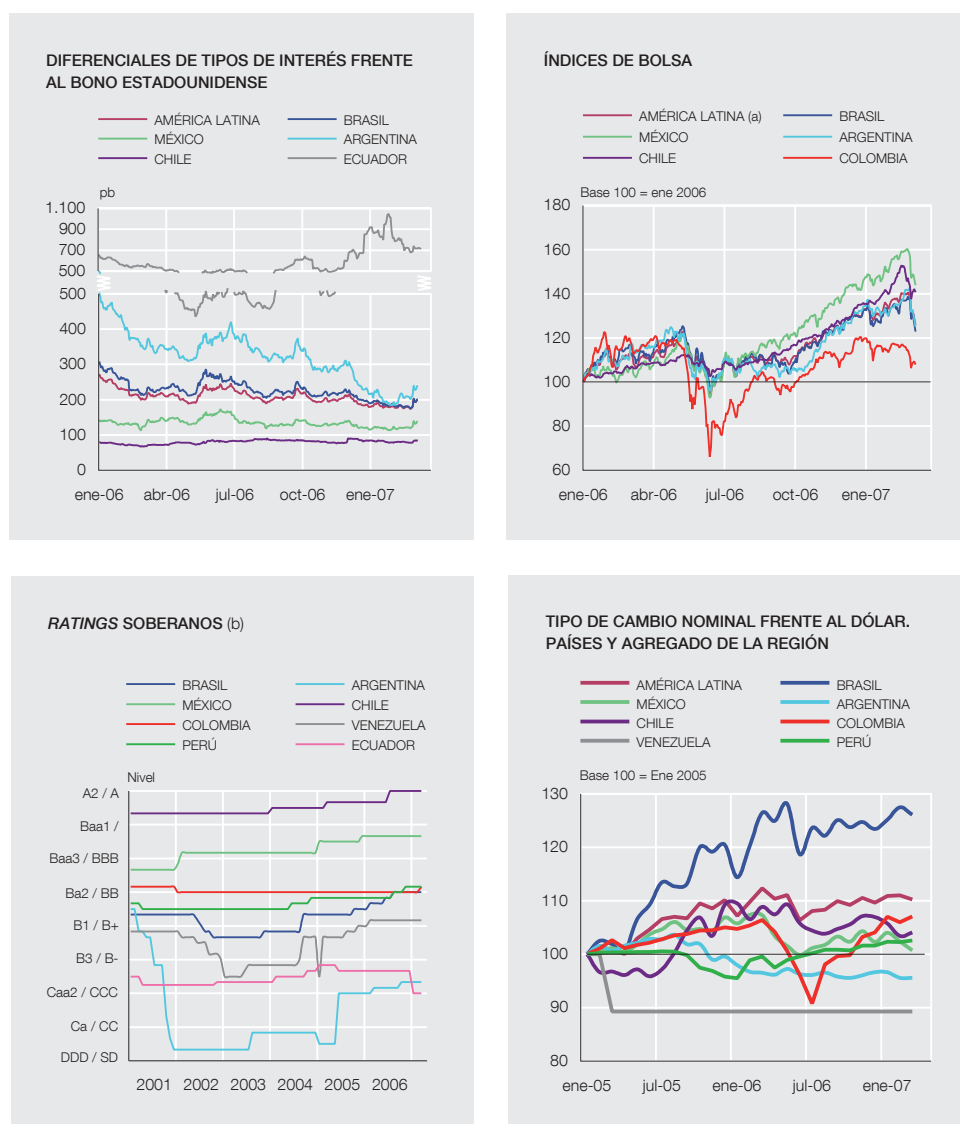 DIFERENCIALES DE TIPOS DE INTERÉS FRENTE
AL BONO ESTADOUNIDENSE
AMÉRICA LATINA
BRASIL
MÉXICO
ARGENTINA
CHILE
ECUADOR
pb
1.100
900
700
500
500
400
300
200
100
0
ene-06 abr-06 jul-06 oct-06 ene-07
ÍNDICES DE BOLSA
AMÉRICA LATINA (a)
BRASIL
MÉXICO
ARGENTINA
CHILE
COLOMBIA
Base 100 = ene 2006
180
160
140
120
100
80
60
ene-06 abr-06 jul-06 oct-06 ene-07
RATINGS SOBERANOS (b)
BRASIL
ARGENTINA
MÉXICO
CHILE
COLOMBIA
VENEZUELA
PERÚ
ECUADOR
Nivel
A2 / A
Baa1 /
Baa3 / BBB
Ba2 / BB
B1 / B+
B3 / B-
Caa2 / CCC
Ca / CC
DDD / SD
2001 2002 2003 2004 2005 2006
TIPO DE CAMBIO NOMINAL FRENTE AL DÓLAR.
PAÍSES Y AGREGADO DE LA REGIÓN
AMÉRICA LATINA
BRASIL
MÉXICO
ARGENTINA
CHILE
COLOMBIA
VENEZUELA
PERÚ
Base 100 = Ene 2005
130
120
110
100
90
80
ene-05 jul-05 ene-06 jul-06 ene-07